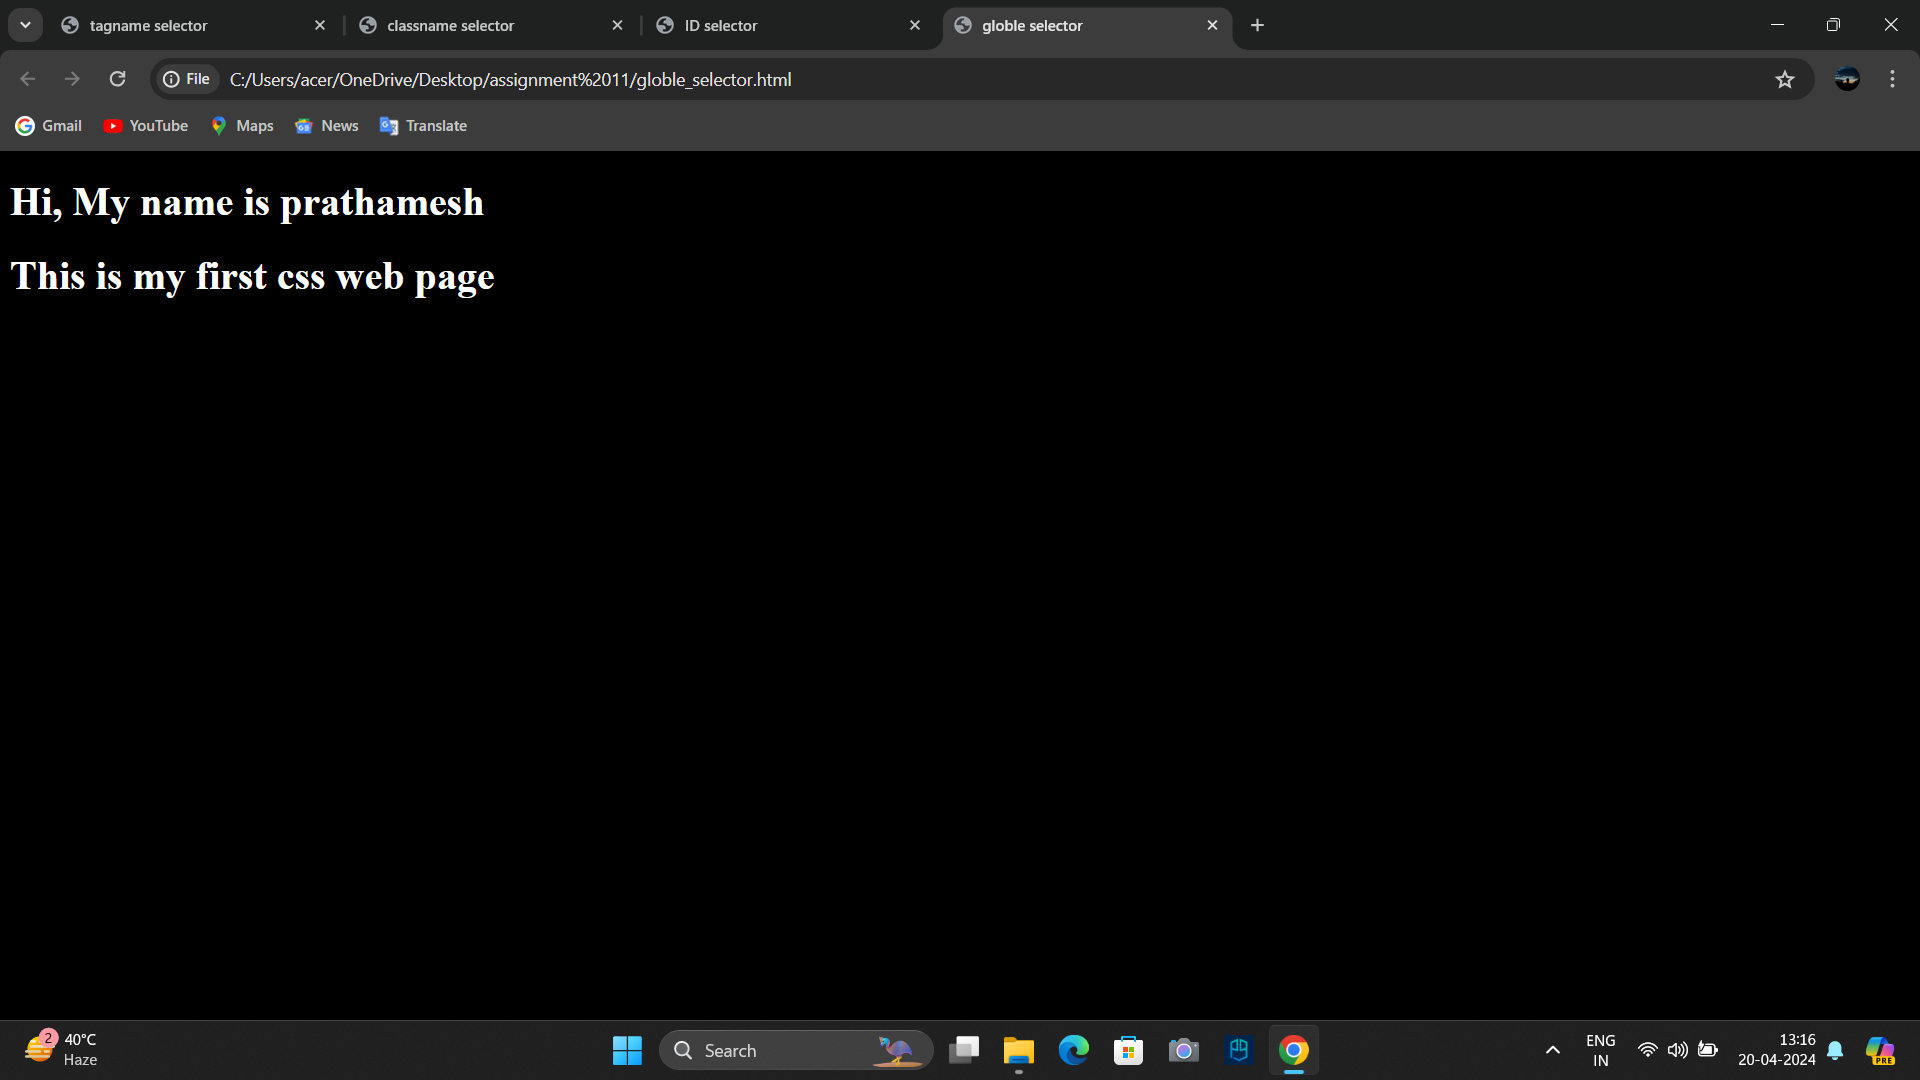 tagname selector
classname selector
ID selector
globle selector
File
C:/Users/acer/OneDrive/Desktop/assignment%2011/globle_selector.html
Gmail
YouTube
Maps
News
Translate
Hi, My name is prathamesh
This is my first css web page
2
40°C
Haze
Search
ENG
IN
13:16
20-04-2024
PRE